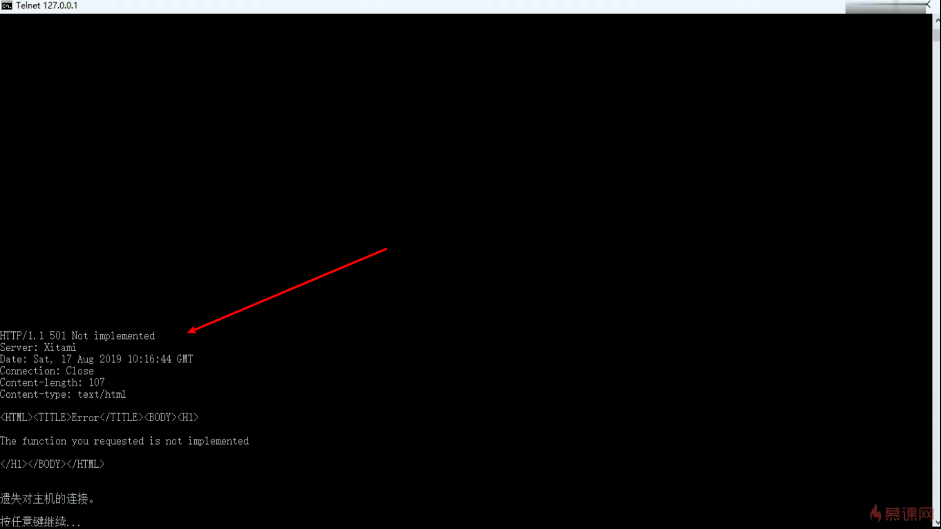 Telnet 127.0.0.1
HTTP/1.1 501 Not implemented
Server: Xitami
Date: Sat, 17 Aug 2019 10:16:44 GMT
Connection: Close
Content-length: 107
Content-type: text/html
<HTML><TITLE>Error</TITLE><BODY><H1>
The function you requested is not implemented
</H1></BODY></HTML>
遗失对主机的连接。
按任意键继续...
慕课网